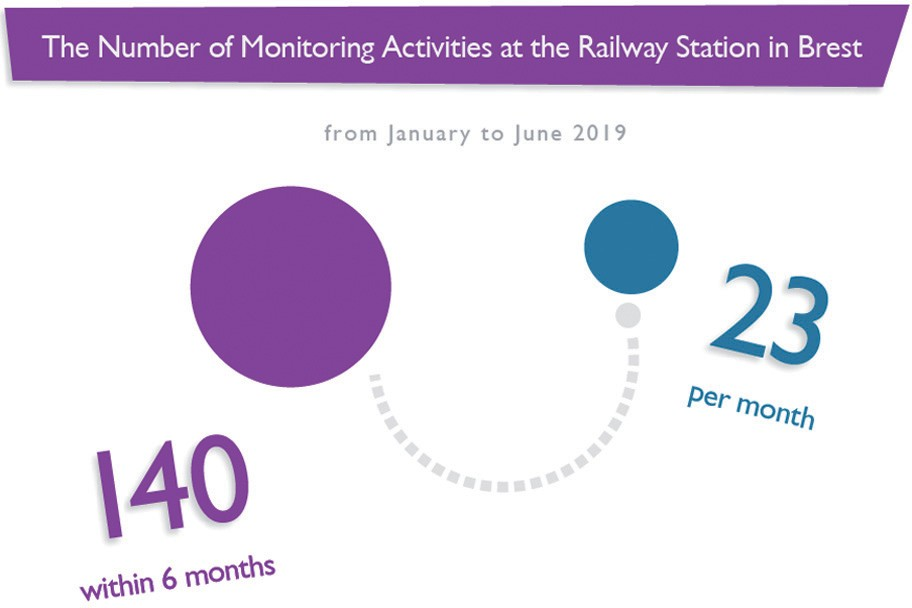 The Number of Monitoring Activities at the Railway Station in Brest
from January to June 2019
140
within 6 months
23
per month